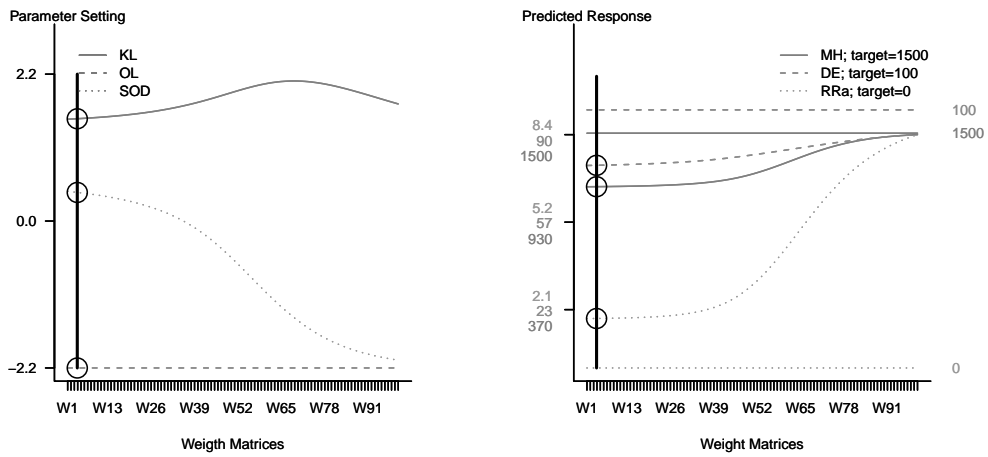 Parameter Setting
KL
OL
SOD
2.2
0.0
−2.2
W1 W13 W26 W39 W52 W65 W78 W91
Weigth Matrices
Predicted Response
MH; target=1500
DE; target=100
RRa; target=0
100
1500
0
8.4
90
1500
5.2
57
930
2.1
23
370
W1 W13 W26 W39 W52 W65 W78 W91
Weight Matrices